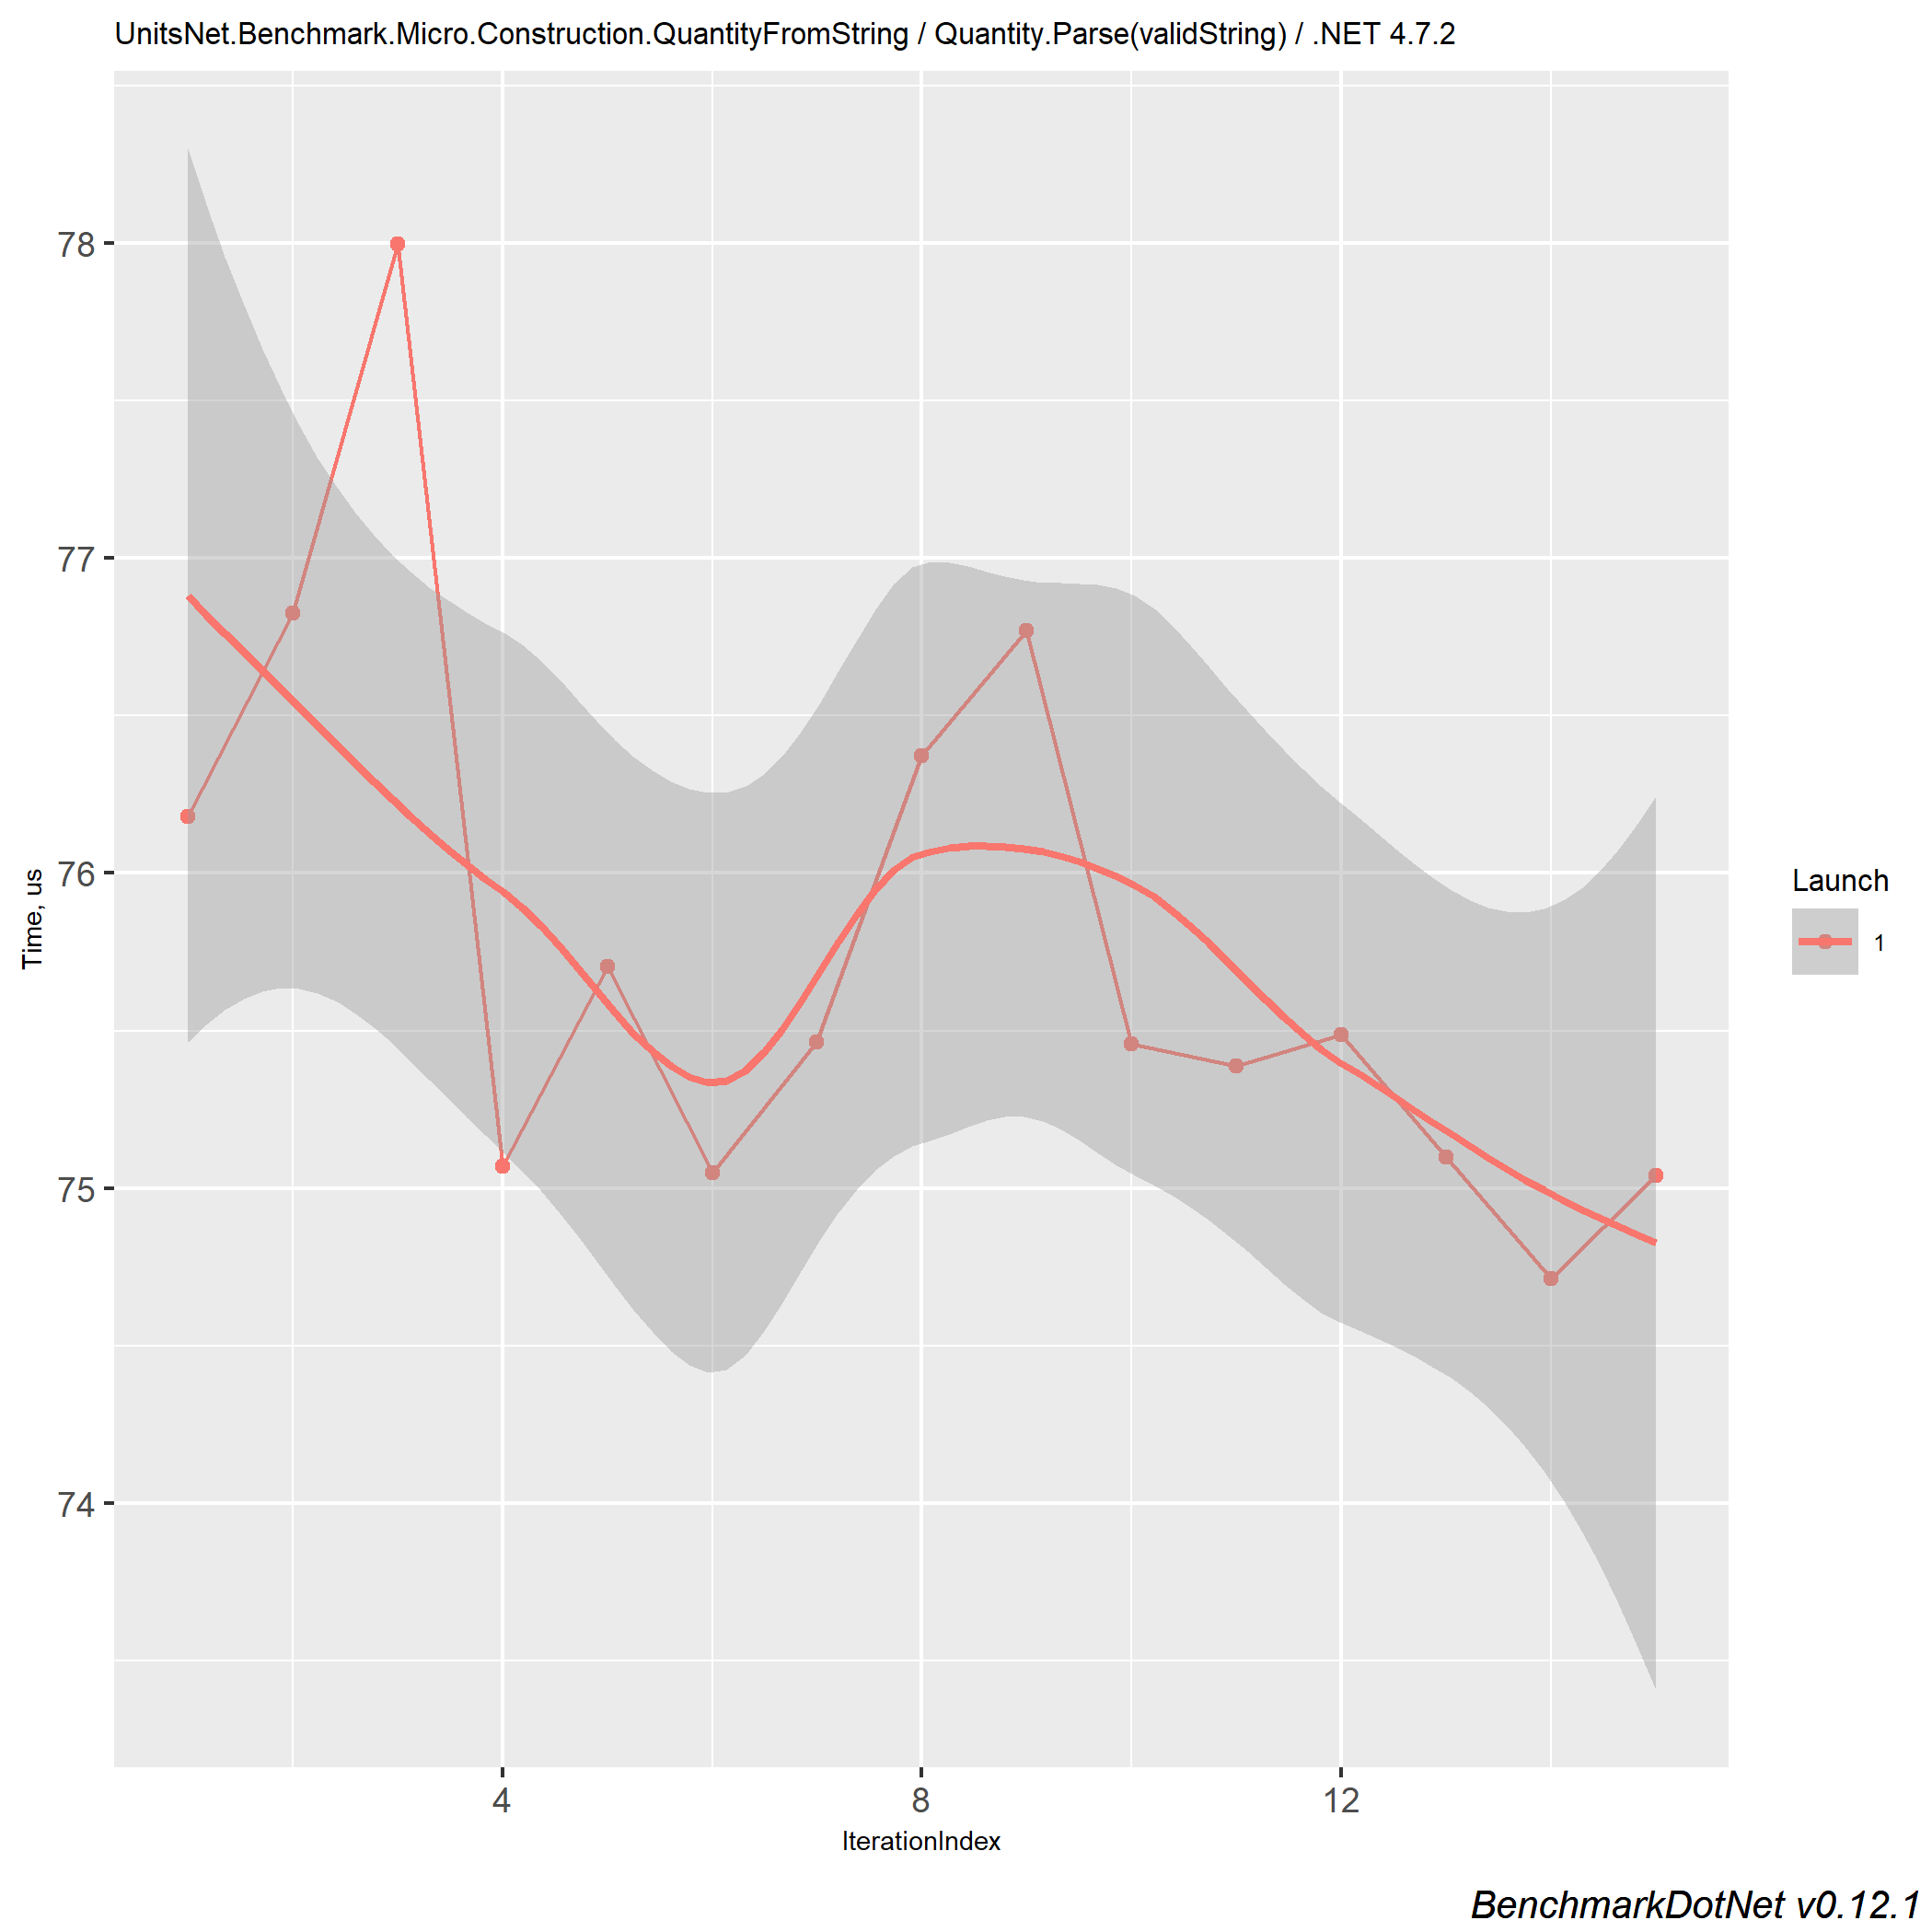 UnitsNet.Benchmark.Micro.Construction.QuantityFromString / Quantity.Parse(validString) / .NET 4.7.2
78
77
76
75
74
Time, us
4 8 12
IterationIndex
Launch
1
BenchmarkDotNet v0.12.1